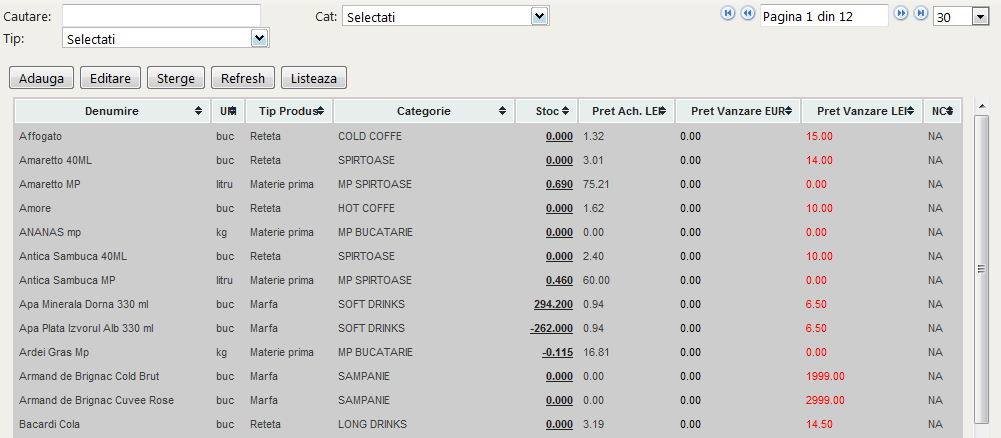 Cautare: Cat: Selectati Pagina 1 din 12 30
Tip: Selectati
Adauga Editare Sterge Refresh Listeaza
Denumire UM Tip Produs Categorie Stoc Pret Ach. LEI Pret Vanzare EUR Pret Vanzare LEI NC8
Affogato buc Reteta COLD COFFE 0.000 1.32 0.00 15.00 NA
Amaretto 40ML buc Reteta SPIRTOASE 0.000 3.01 0.00 14.00 NA
Amaretto MP litru Materie prima MP SPIRTOASE 0.690 75.21 0.00 0.00 NA
Amore buc Reteta HOT COFFE 0.000 1.62 0.00 10.00 NA
ANANAS mp kg Materie prima MP BUCATARIE 0.000 0.00 0.00 0.00 NA
Antica Sambuca 40ML buc Reteta SPIRTOASE 0.000 2.40 0.00 10.00 NA
Antica Sambuca MP litru Materie prima MP SPIRTOASE 0.460 60.00 0.00 0.00 NA
Apa Minerala Dorna 330 ml buc Marfa SOFT DRINKS 294.200 0.94 0.00 6.50 NA
Apa Plata Izvorul Alb 330 ml buc Marfa SOFT DRINKS -262.000 0.94 0.00 6.50 NA
Ardei Gras Mp kg Materie prima MP BUCATARIE -0.115 16.81 0.00 0.00 NA
Armand de Brignac Cold Brut buc Marfa SAMPANIE 0.000 0.00 0.00 1999.00 NA
Armand de Brignac Cuvee Rose buc Marfa SAMPANIE 0.000 0.00 0.00 2999.00 NA
Bacardi Cola buc Reteta LONG DRINKS 0.000 3.19 0.00 14.50 NA